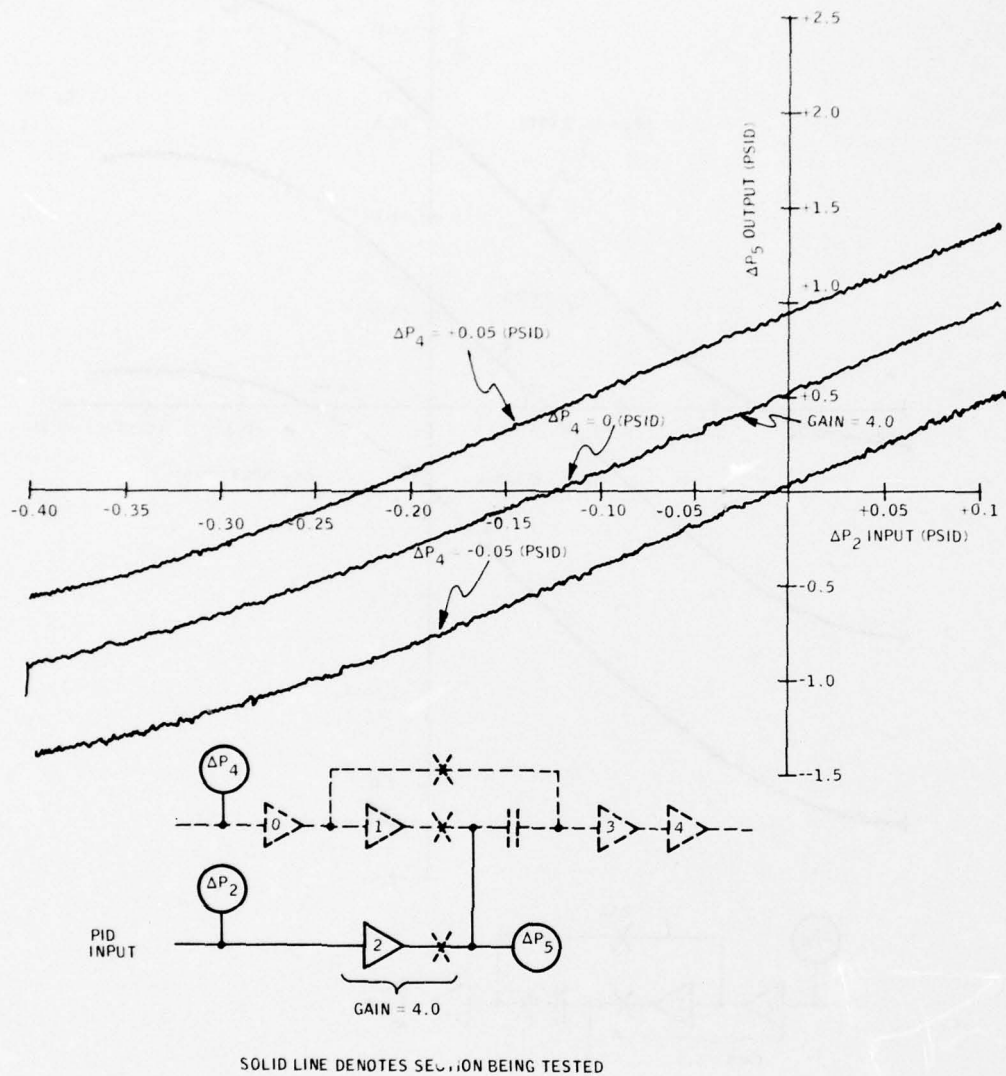 +2.5
+2.0
+1.5
+1.0
+0.5
-0.5
-1.0
-1.5
ΔP5 OUTPUT (PSID)
ΔP4 = +0.05 (PSID)
ΔP4 = 0 (PSID)
GAIN = 4.0
-0.40
-0.30
-0.25
-0.20
-0.15
-0.10
-0.05
+0.05
+0.1
ΔP2 INPUT (PSID)
ΔP4 = -0.05 (PSID)
ΔP4
0
1
3
4
ΔP2
PID
INPUT
2
ΔP5
GAIN = 4.0
SOLID LINE DENOTES SECTION BEING TESTED